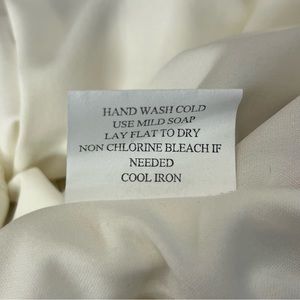 HAND WASH COLD
USE MILD SOAP
LAY FLAT TO DRY
NON CHLORINE BLEACH IF
NEEDED
COOL IRON